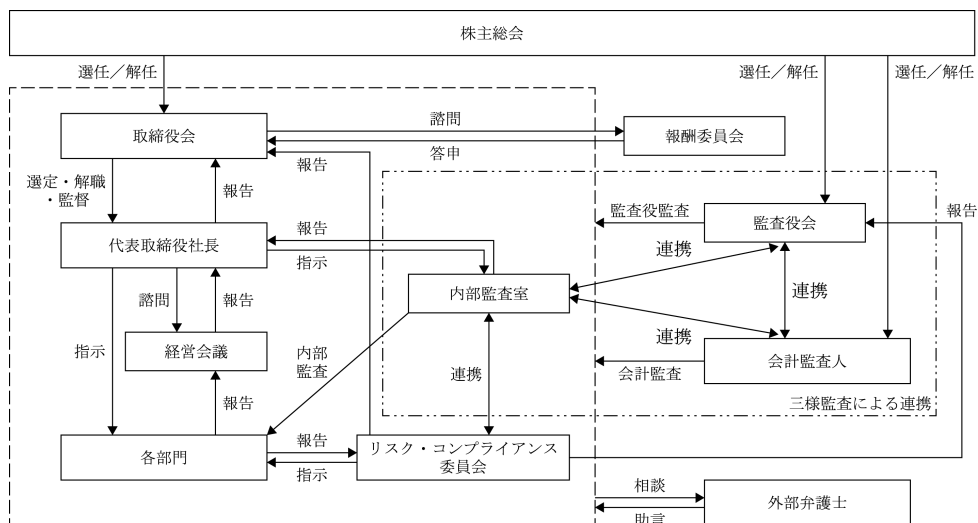 株主総会
選任／解任
選任／解任
選任／解任
取締役会
諮問
答申
報酬委員会
報告
選定・解職
・監督
報告
監査役監査
監査役会
報告
代表取締役社長
報告
指示
連携
内部監査室
連携
諮問
報告
経営会議
指示
内部
監査
連携
連携
会計監査人
会計監査
三様監査による連携
報告
各部門
報告
指示
リスク・コンプライアンス
委員会
相談
助言
外部弁護士